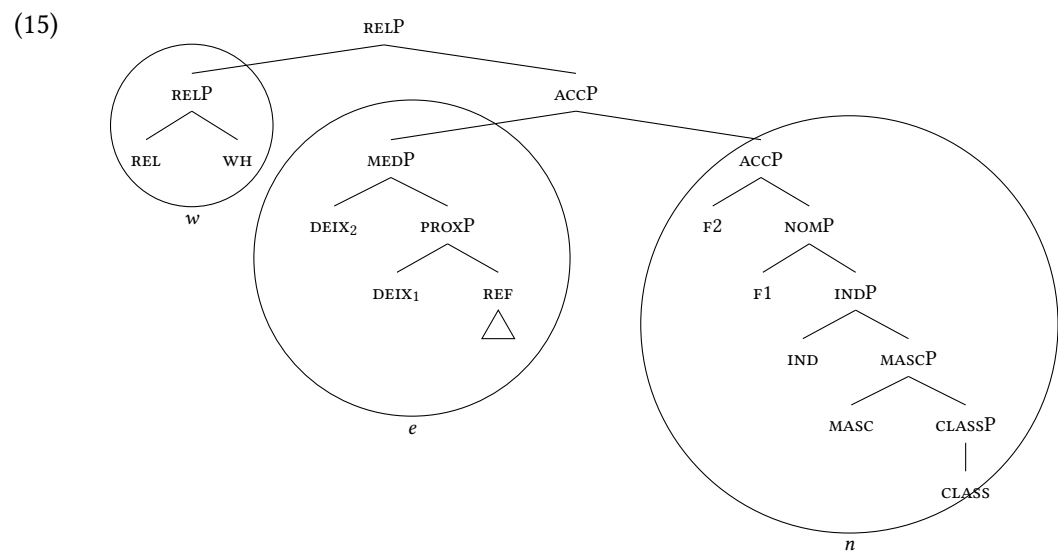 (15)
RELP
RELP ACCP
REL WH MEDP ACCP
w
DEIX₂ PROXP F2 NOMP
DEIX₁ REF F1 INDP
IND MASCP
e MASC CLASSP
CLASS
n